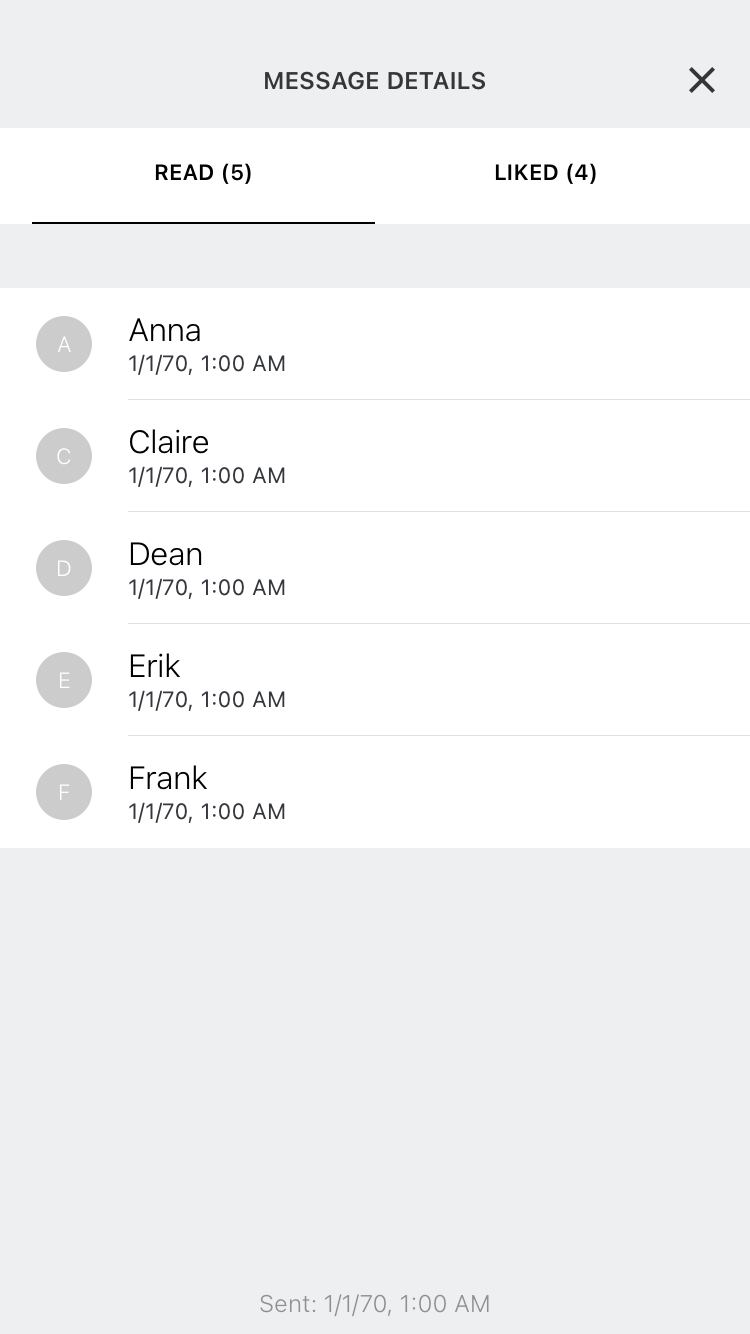 MESSAGE DETAILS
READ (5)
LIKED (4)
A
Anna
1/1/70, 1:00 AM
C
Claire
1/1/70, 1:00 AM
D
Dean
1/1/70, 1:00 AM
E
Erik
1/1/70, 1:00 AM
F
Frank
1/1/70, 1:00 AM
Sent: 1/1/70, 1:00 AM